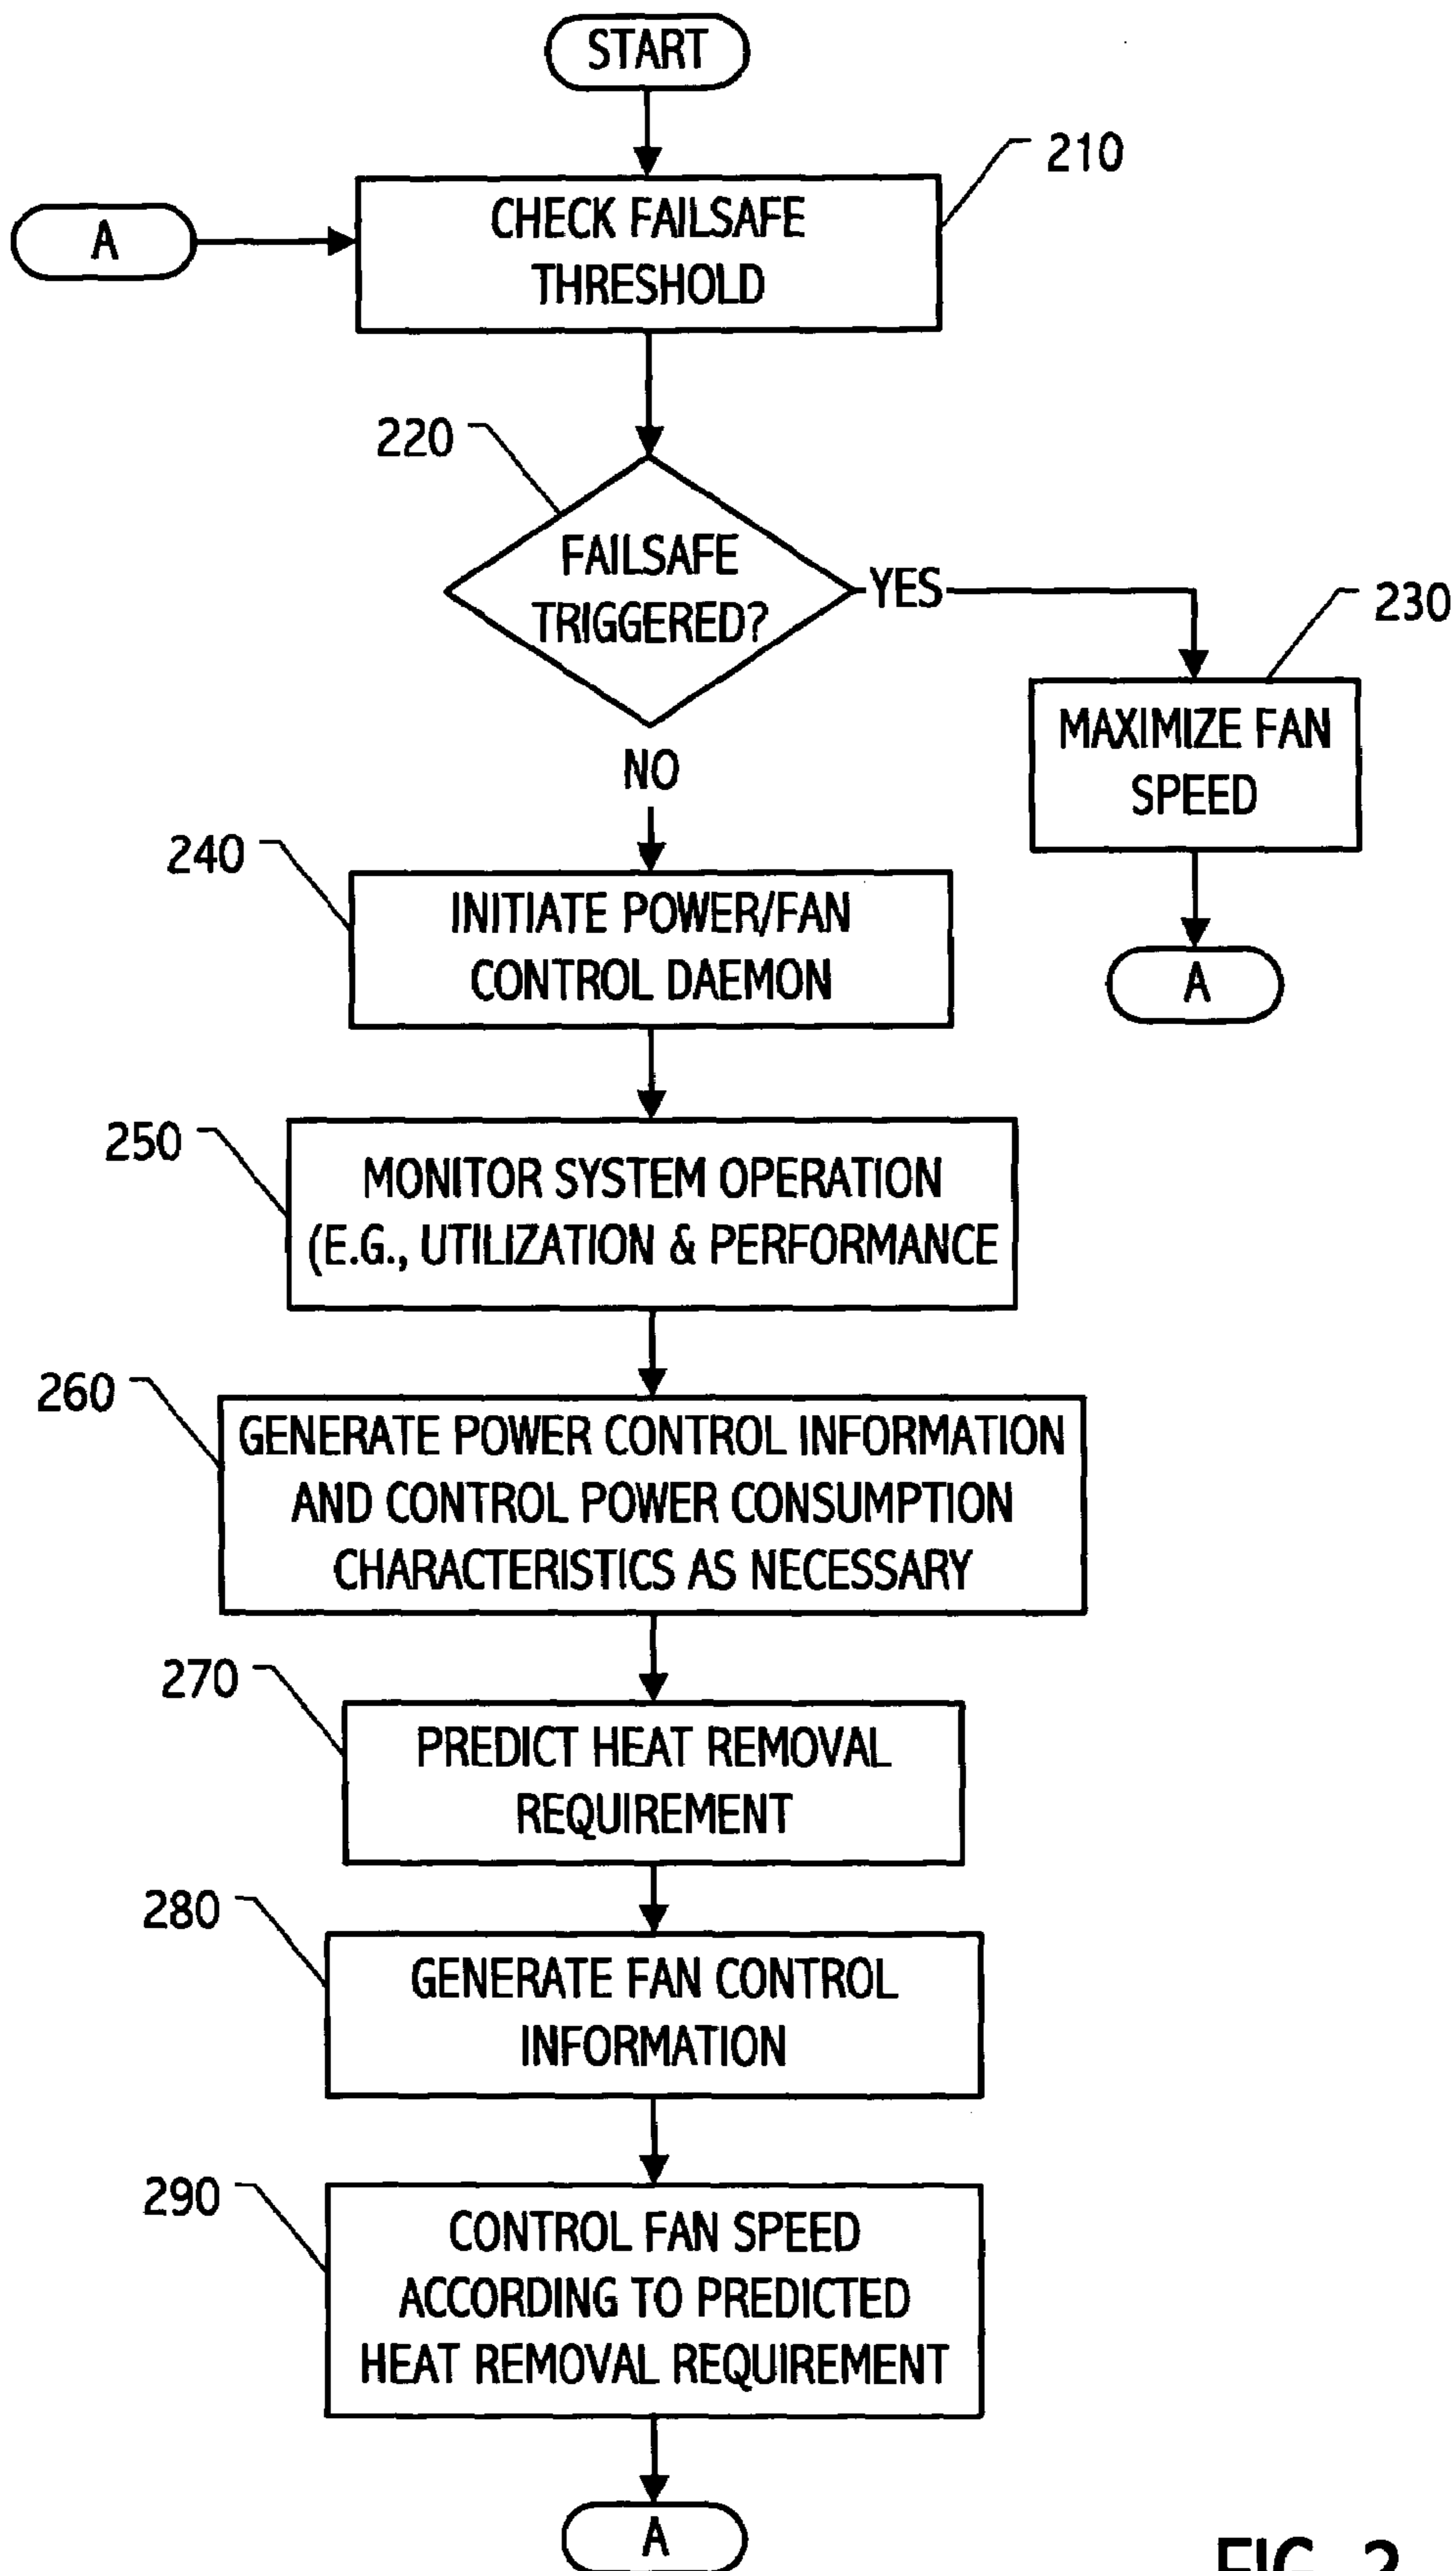 START
210
A
CHECK FAILSAFE
THRESHOLD
220
FAILSAFE
TRIGGERED?
YES
230
MAXIMIZE FAN
SPEED
NO
A
240
INITIATE POWER/FAN
CONTROL DAEMON
250
MONITOR SYSTEM OPERATION
(E.G., UTILIZATION & PERFORMANCE
260
GENERATE POWER CONTROL INFORMATION
AND CONTROL POWER CONSUMPTION
CHARACTERISTICS AS NECESSARY
270
PREDICT HEAT REMOVAL
REQUIREMENT
280
GENERATE FAN CONTROL
INFORMATION
290
CONTROL FAN SPEED
ACCORDING TO PREDICTED
HEAT REMOVAL REQUIREMENT
A
FIG. 2